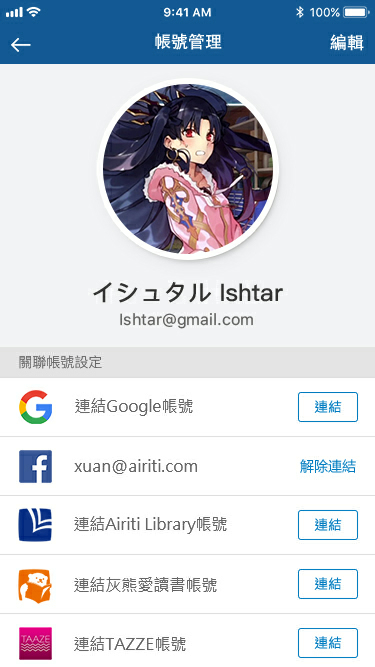 9:41 AM
100%
帳號管理
編輯
イシュタル Ishtar
Ishtar@gmail.com
關聯帳號設定
連結Google帳號
連結
xuan@airiti.com
解除連結
連結Airiti Library帳號
連結
連結灰熊愛讀書帳號
連結
TAAZE
連結TAZZE帳號
連結